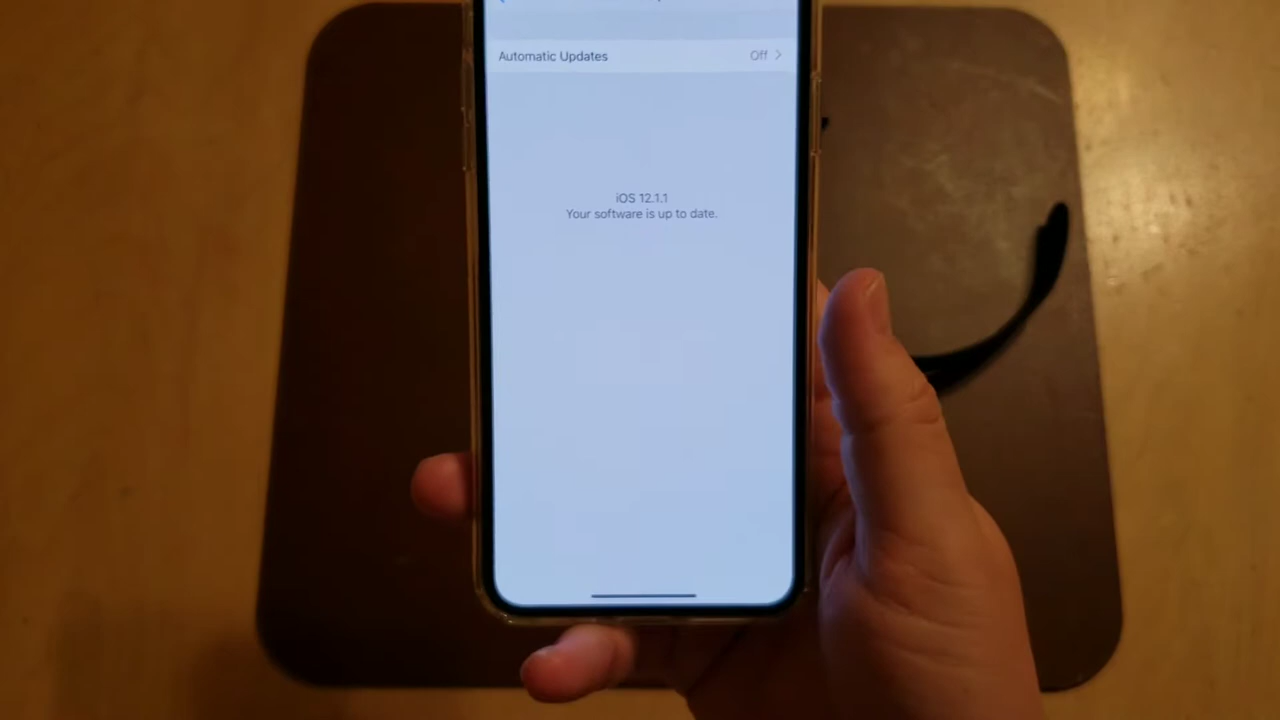 Automatic Updates Off
iOS 12.1.1
Your software is up to date.